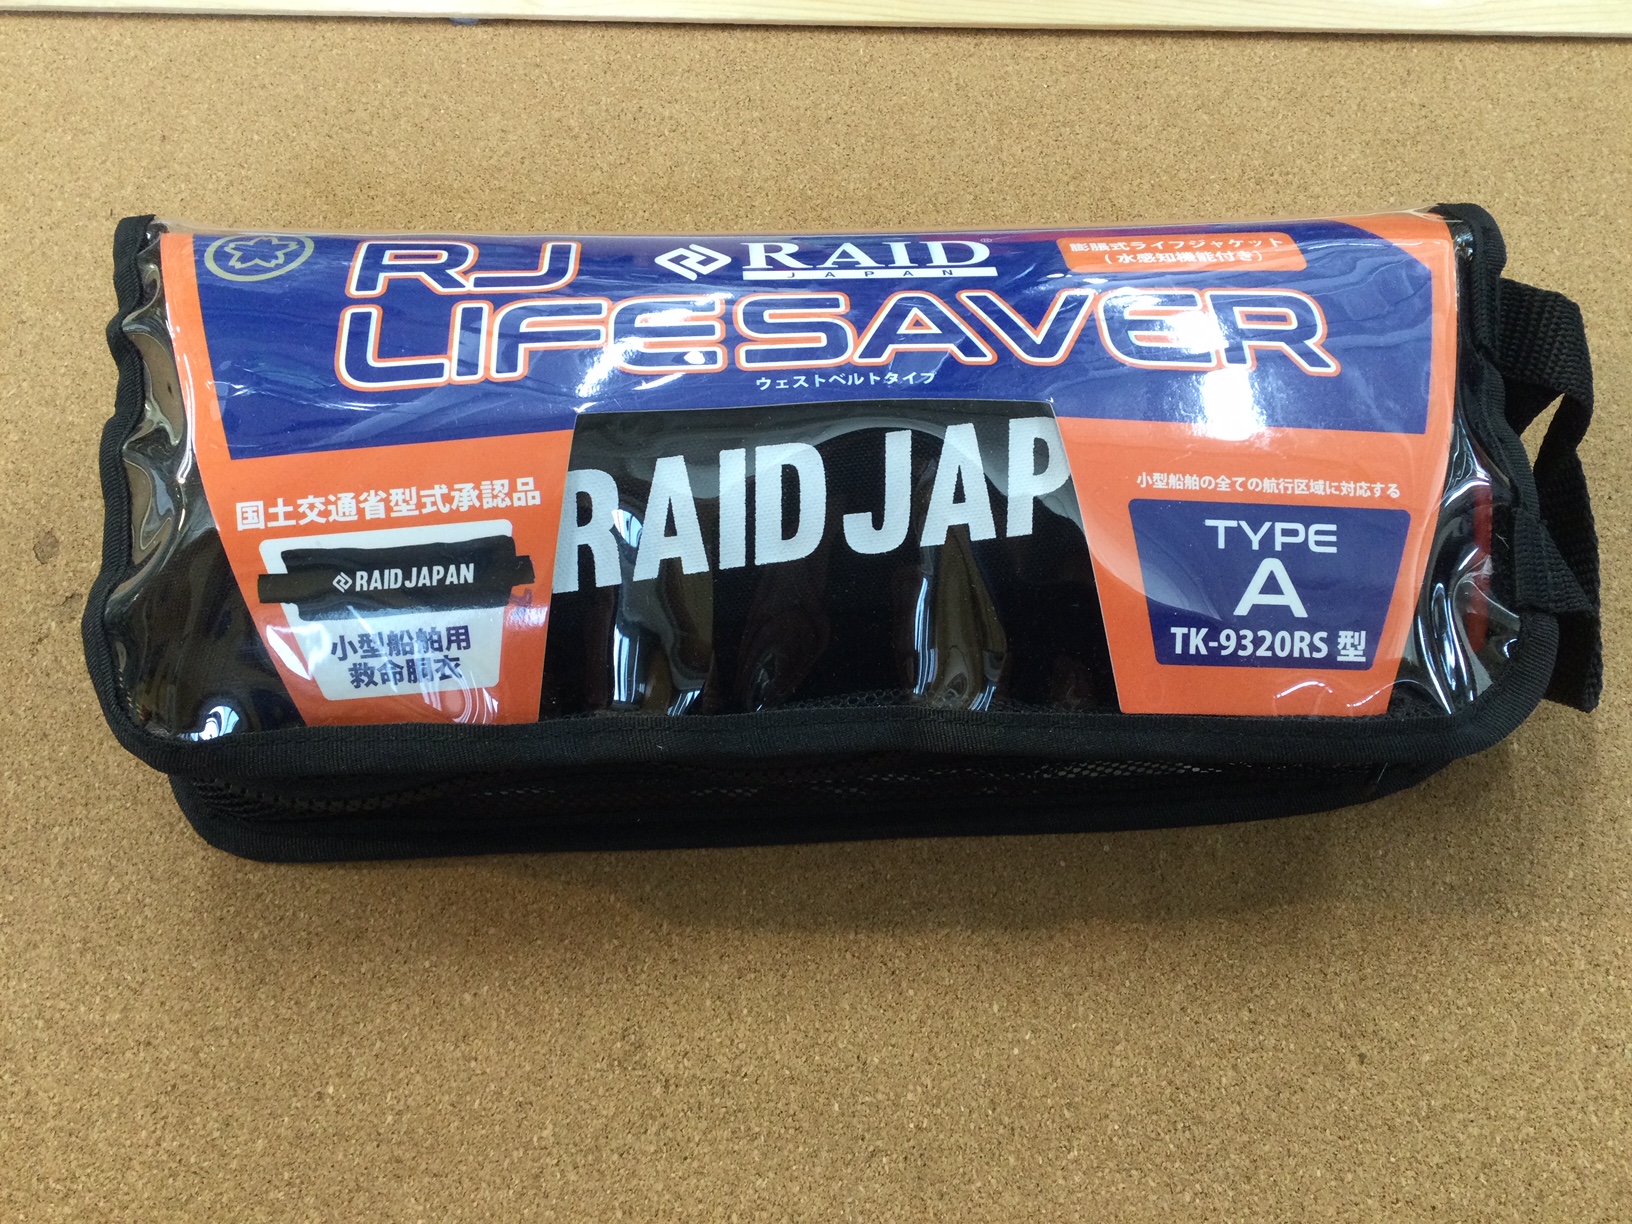 RJ
RAID
JAPAN
膨脹式ライフジャケット
(水感知機能付き)
LIFESAVER
ウェストベルトタイプ
国土交通省型式承認品
RAIDJAPAN
小型船舶用
救命胴衣
RAID JAP
小型船舶の全ての航行区域に対応する
TYPE
A
TK-9320RS 型